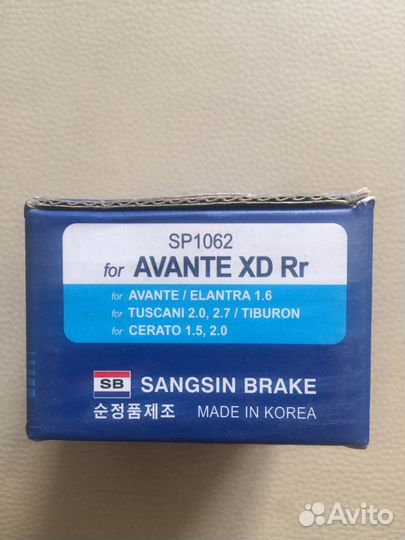 SP1062
for AVANTE XD Rr
for AVANTE / ELANTRA 1.6
for TUSCANI 2.0, 2.7 / TIBURON
for CERATO 1.5, 2.0
SB SANGSIN BRAKE
순정품제조 MADE IN KOREA
Avito